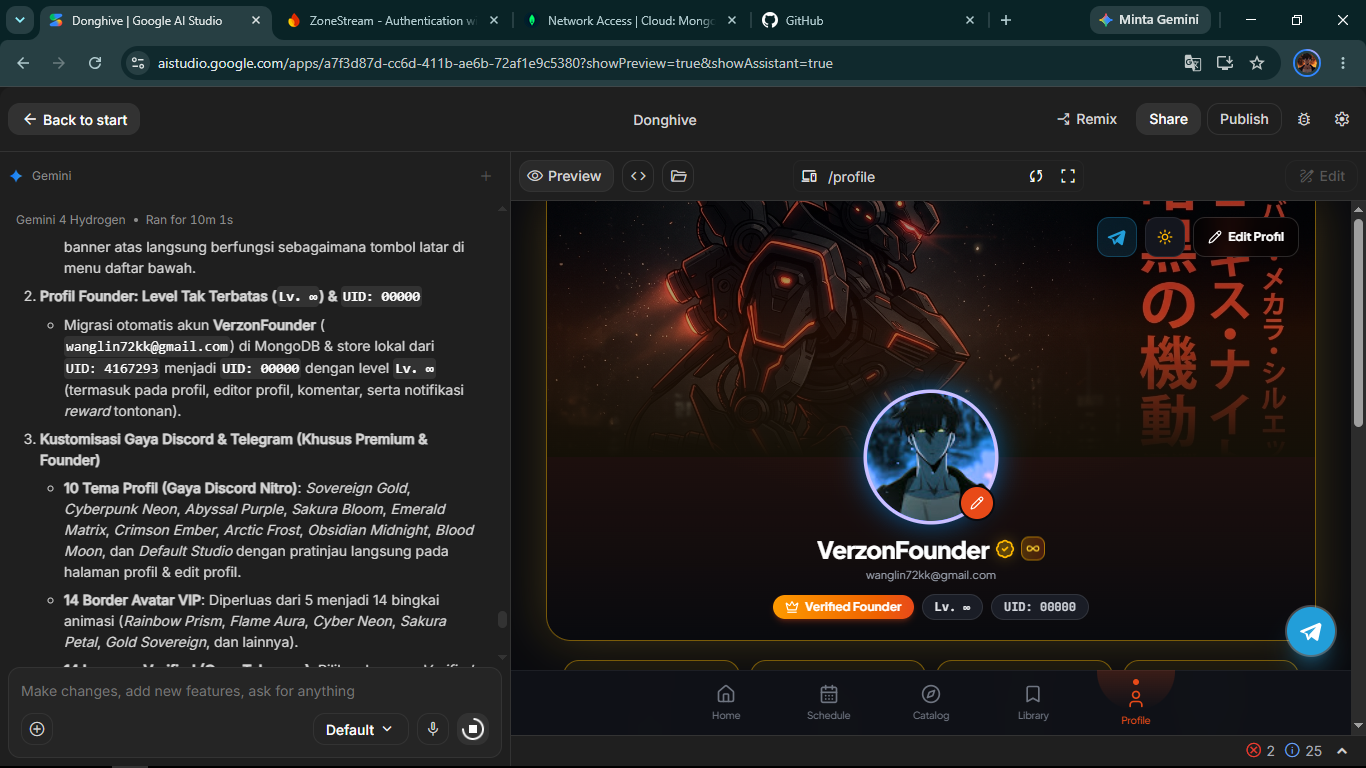 Donghive | Google AI Studio
ZoneStream - Authentication wi
Network Access | Cloud: Mongo
GitHub
Minta Gemini
aistudio.google.com/apps/a7f3d87d-cc6d-411b-ae6b-72af1e9c5380?showPreview=true&showAssistant=true
Back to start
Donghive
Remix
Share
Publish
Gemini
Preview
/profile
Edit
Gemini 4 Hydrogen • Ran for 10m 1s
banner atas langsung berfungsi sebagaimana tombol latar di
menu daftar bawah.
2. Profil Founder: Level Tak Terbatas (Lv. ∞) & UID: 00000
Migrasi otomatis akun VerzonFounder (
wanglin72kk@gmail.com) di MongoDB & store lokal dari
UID: 4167293 menjadi UID: 00000 dengan level Lv. ∞
(termasuk pada profil, editor profil, komentar, serta notifikasi
reward tontonan).
3. Kustomisasi Gaya Discord & Telegram (Khusus Premium &
Founder)
10 Tema Profil (Gaya Discord Nitro): Sovereign Gold,
Cyberpunk Neon, Abyssal Purple, Sakura Bloom, Emerald
Matrix, Crimson Ember, Arctic Frost, Obsidian Midnight, Blood
Moon, dan Default Studio dengan pratinjau langsung pada
halaman profil & edit profil.
14 Border Avatar VIP: Diperluas dari 5 menjadi 14 bingkai
animasi (Rainbow Prism, Flame Aura, Cyber Neon, Sakura
Petal, Gold Sovereign, dan lainnya).
Make changes, add new features, ask for anything
Default
Edit Profil
の機動
キス・ナイ
バ・メカラ・シルエッ
VerzonFounder
wanglin72kk@gmail.com
Verified Founder
Lv. ∞
UID: 00000
Home
Schedule
Catalog
Library
Profile
2
25